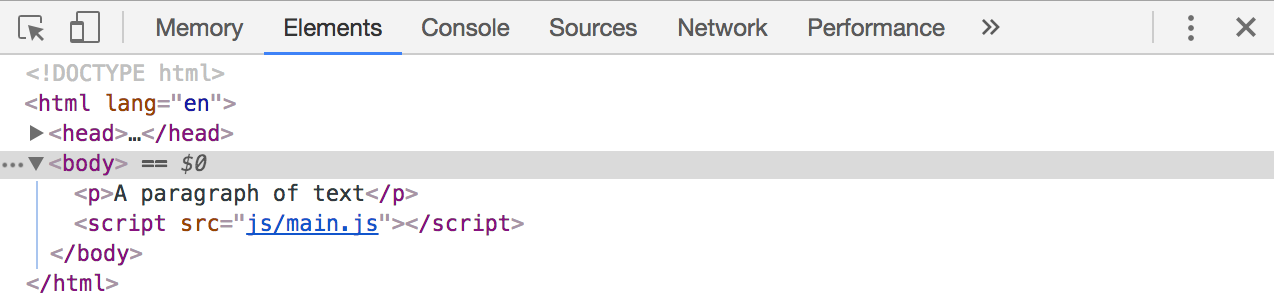 Memory Elements Console Sources Network Performance »
<!DOCTYPE html>
<html lang="en">
▶<head>…</head>
…▼<body> == $0
<p>A paragraph of text</p>
<script src="js/main.js"></script>
</body>
</html>